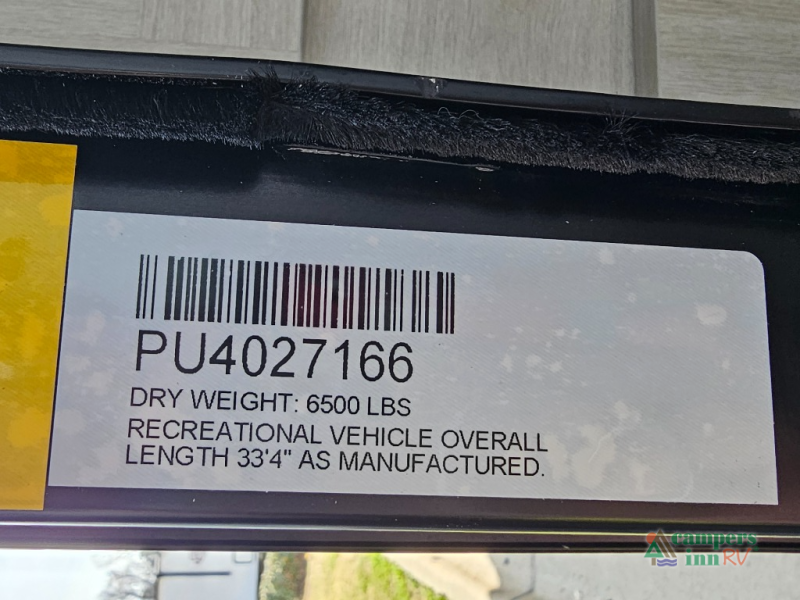 PU4027166
DRY WEIGHT: 6500 LBS
RECREATIONAL VEHICLE OVERALL
LENGTH 33'4" AS MANUFACTURED.
campers
inn RV